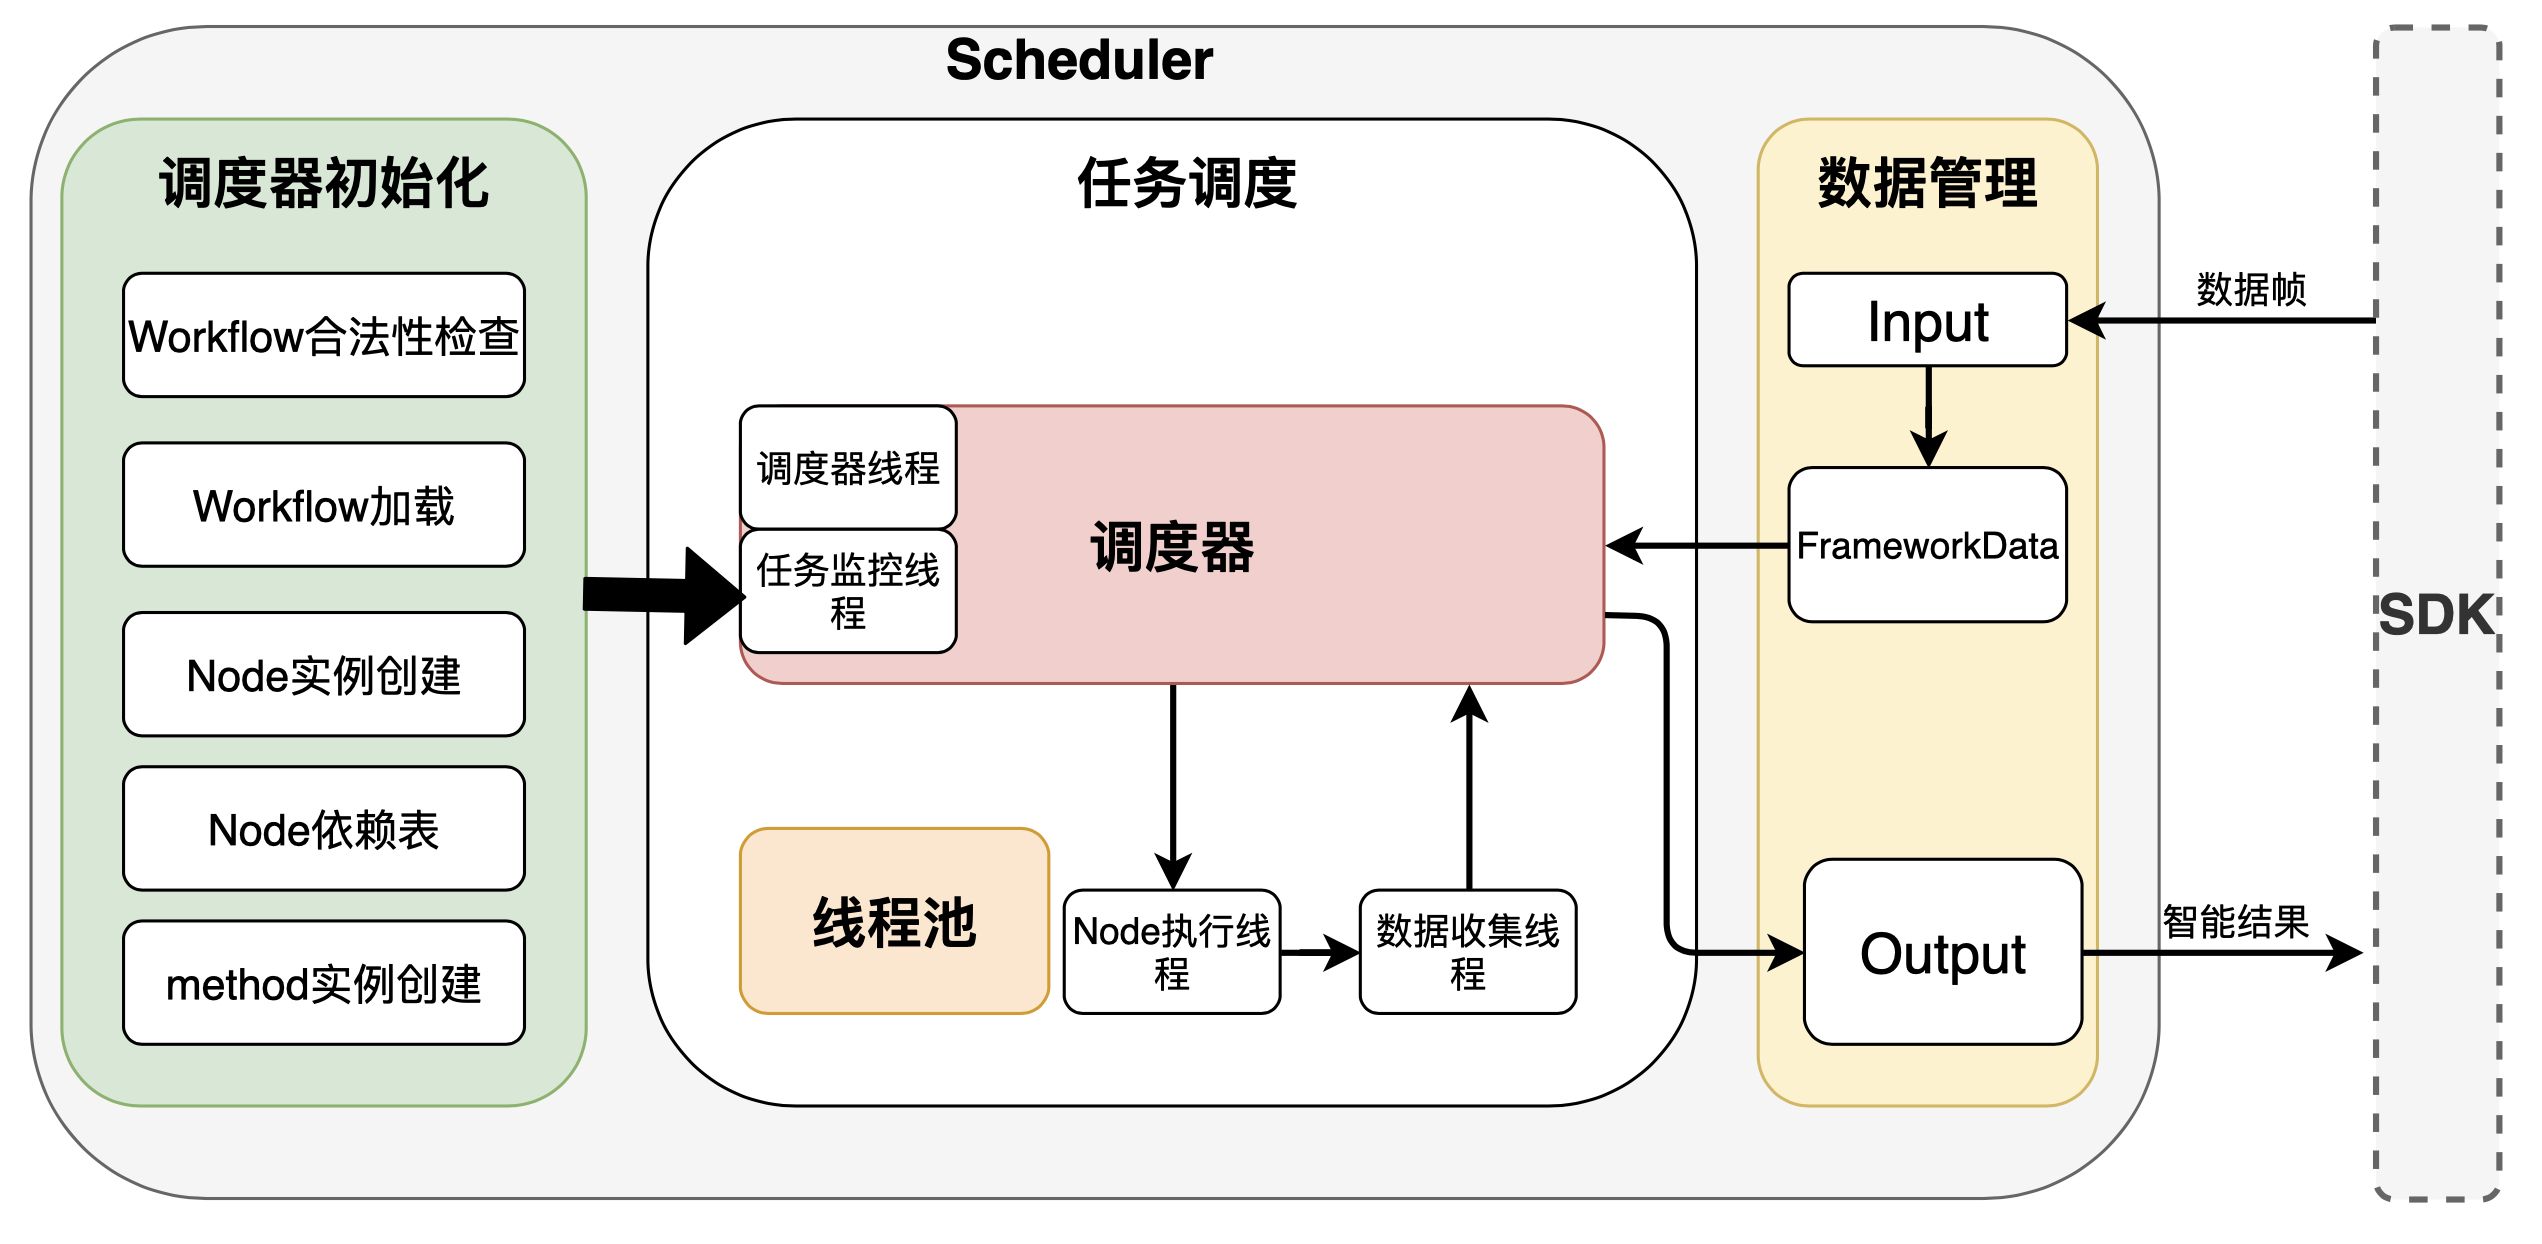 Scheduler
调度器初始化
Workflow合法性检查
Workflow加载
Node实例创建
Node依赖表
method实例创建
任务调度
调度器线程
任务监控线
程
调度器
线程池
Node执行线
程
数据收集线
程
数据管理
Input
FrameworkData
Output
数据帧
智能结果
SDK